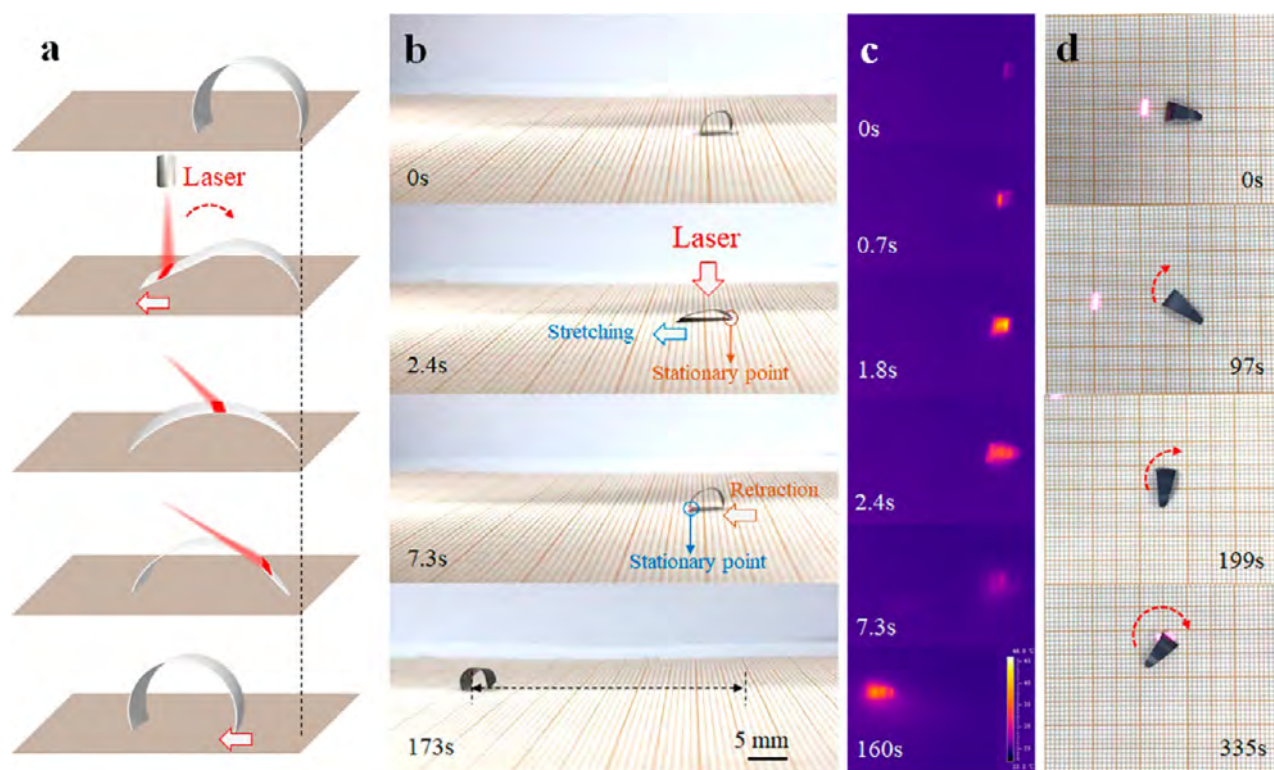 a
Laser
b
0s
Laser
Stretching
2.4s
Stationary point
Retraction
7.3s
Stationary point
173s
5 mm
c
0s
0.7s
1.8s
2.4s
7.3s
160s
d
0s
97s
199s
335s